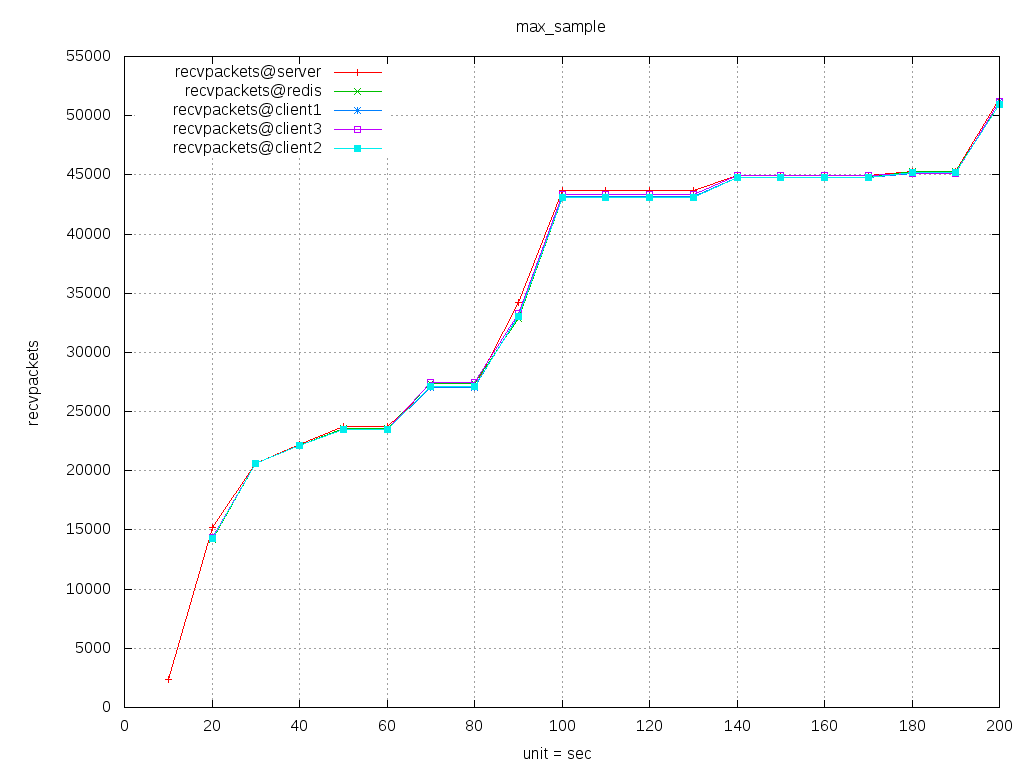 max_sample
55000
50000
45000
40000
35000
30000
25000
20000
15000
10000
5000
0
recvpackets
recvpackets@server
recvpackets@redis
recvpackets@client1
recvpackets@client3
recvpackets@client2
0 20 40 60 80 100 120 140 160 180 200
unit = sec